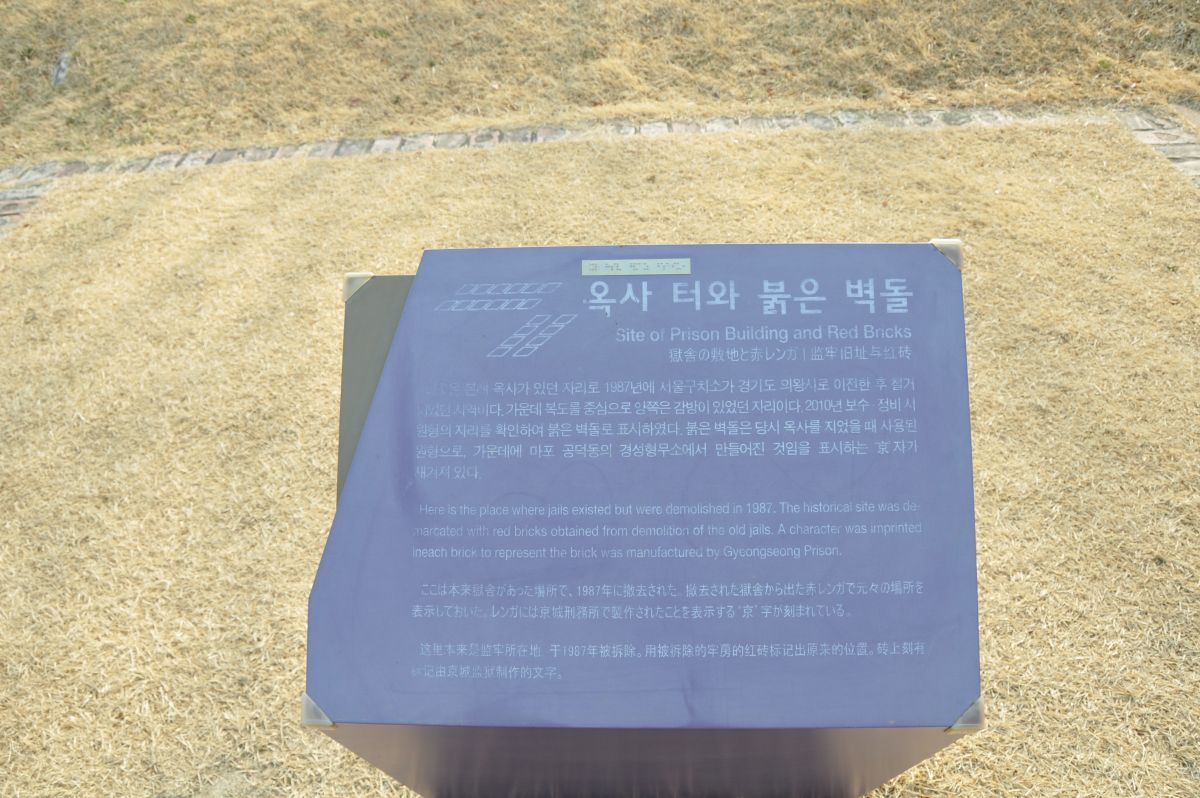 옥사 터와 붉은 벽돌
Site of Prison Building and Red Bricks
獄舎の敷地と赤レンガ | 监牢旧址与红砖
본래 옥사가 있던 자리로 1987년에 서울구치소가 경기도 의왕시로 이전한 후 철거
지역이다. 가운데 복도를 중심으로 양쪽은 감방이 있었던 자리이다. 2010년 보수·정비 시
원형의 자리를 확인하여 붉은 벽돌로 표시하였다. 붉은 벽돌은 당시 옥사를 지었을 때 사용된
원형으로, 가운데에 마포 공덕동의 경성형무소에서 만들어진 것임을 표시하는 '京'자가
새겨져 있다.
Here is the place where jails existed but were demolished in 1987. The historical site was de-
marcated with red bricks obtained from demolition of the old jails. A character was imprinted
ineach brick to represent the brick was manufactured by Gyeongseong Prison.
ここは本来獄舎があった場所で、1987年に撤去された。撤去された獄舎から出た赤レンガで元々の場所を
表示しておいた。レンガには京城刑務所で製作されたことを表示する“京”字が刻まれている。
这里本来是监牢所在地, 于1987年被拆除。用被拆除的牢房的红砖标记出原来的位置。砖上刻有
标记由京城监狱制作的文字。